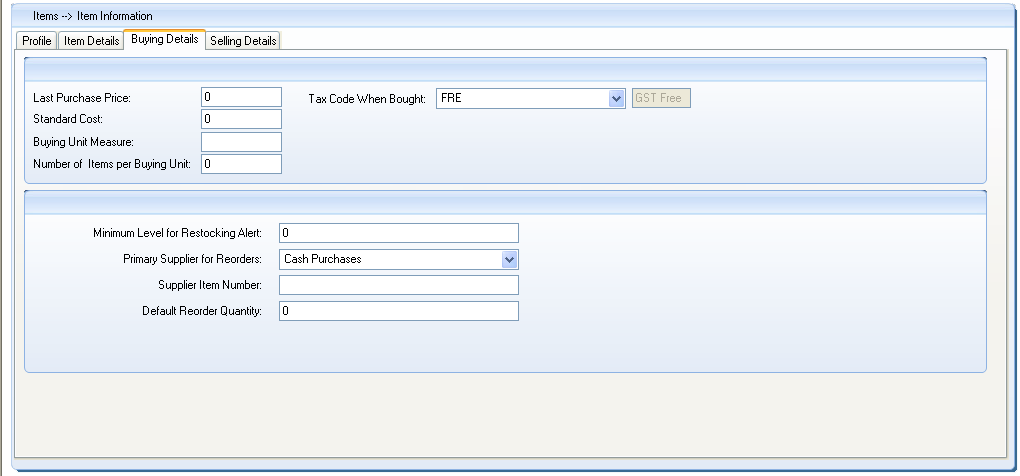 Items --> Item Information
Profile Item Details Buying Details Selling Details
Last Purchase Price: 0 Tax Code When Bought: FRE GST Free
Standard Cost: 0
Buying Unit Measure:
Number of Items per Buying Unit: 0
Minimum Level for Restocking Alert: 0
Primary Supplier for Reorders: Cash Purchases
Supplier Item Number:
Default Reorder Quantity: 0